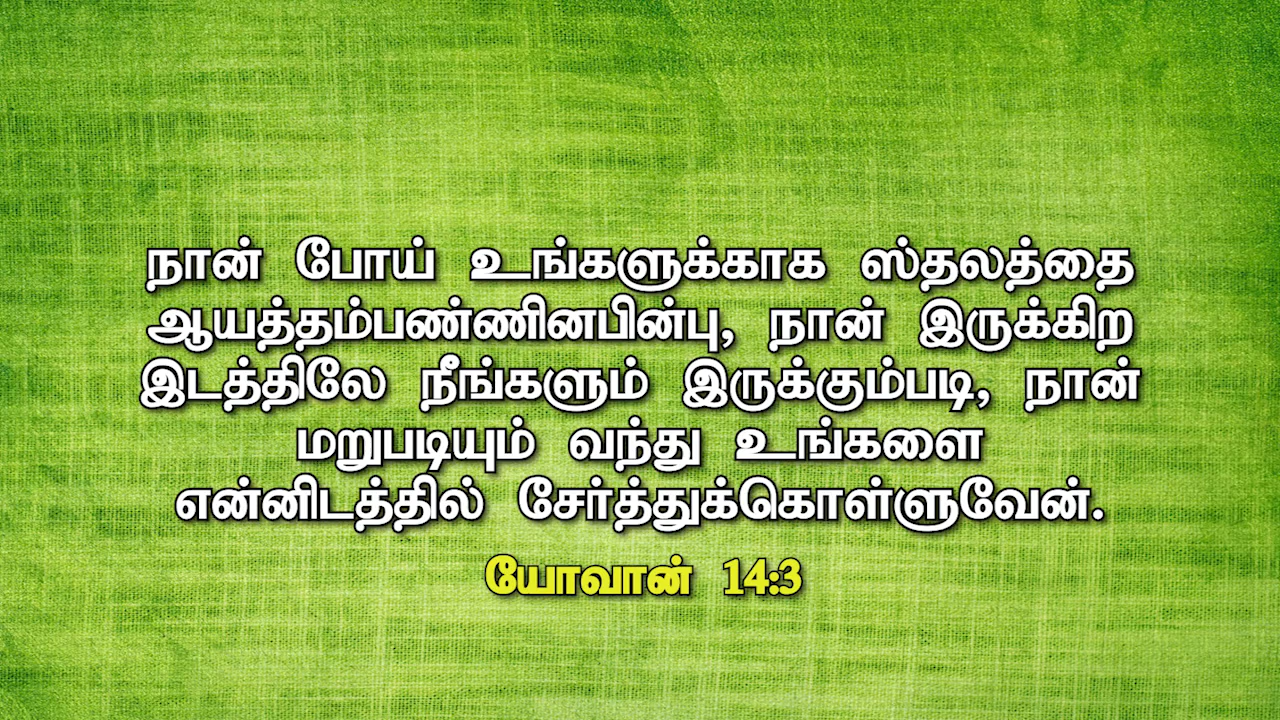 நான் போய் உங்களுக்காக ஸ்தலத்தை
ஆயத்தம்பண்ணினபின்பு, நான் இருக்கிற
இடத்திலே நீங்களும் இருக்கும்படி, நான்
மறுபடியும் வந்து உங்களை
என்னிடத்தில் சேர்த்துக்கொள்ளுவேன்.
யோவான் 14:3